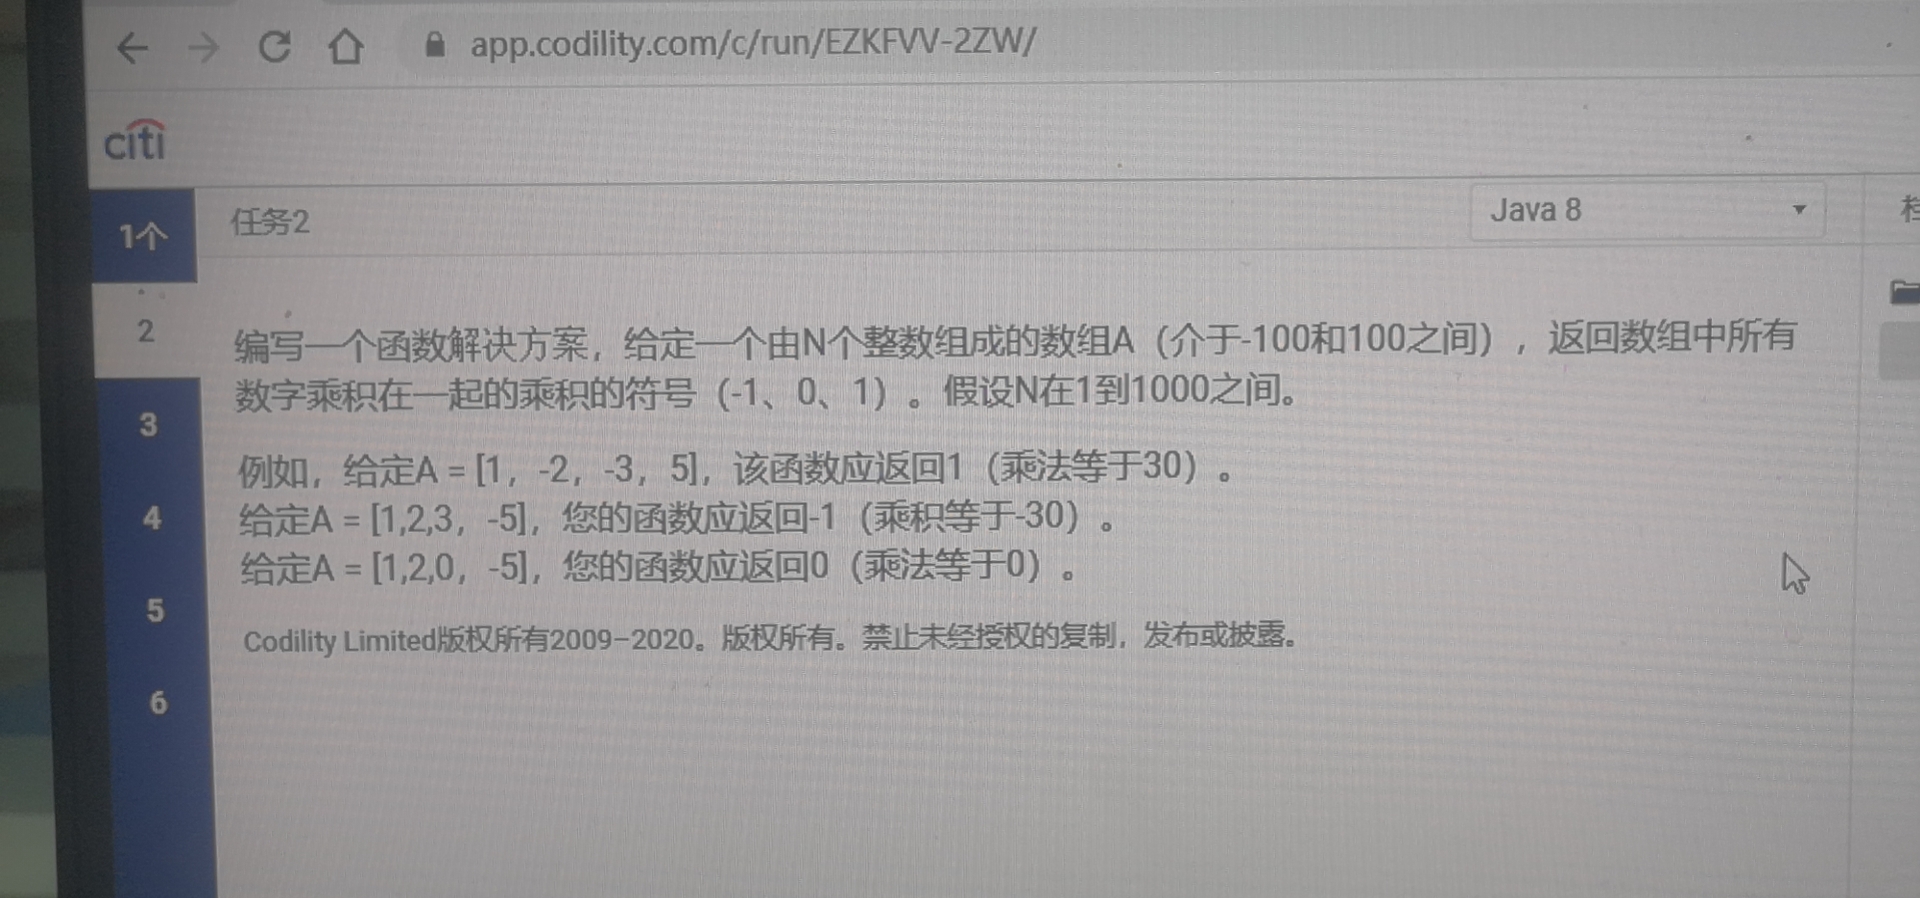 app.codility.com/c/run/EZKFVV-2ZW/
citi
1个
任务2
Java 8
2
编写一个函数解决方案，给定一个由N个整数组成的数组A（介于-100和100之间），返回数组中所有
数字乘积在一起的乘积的符号（-1、0、1）。假设N在1到1000之间。
3
例如，给定A = [1，-2，-3，5]，该函数应返回1（乘法等于30）。
4
给定A = [1,2,3，-5]，您的函数应返回-1（乘积等于-30）。
给定A = [1,2,0，-5]，您的函数应返回0（乘法等于0）。
5
Codility Limited版权所有2009–2020。版权所有。禁止未经授权的复制，发布或披露。
6